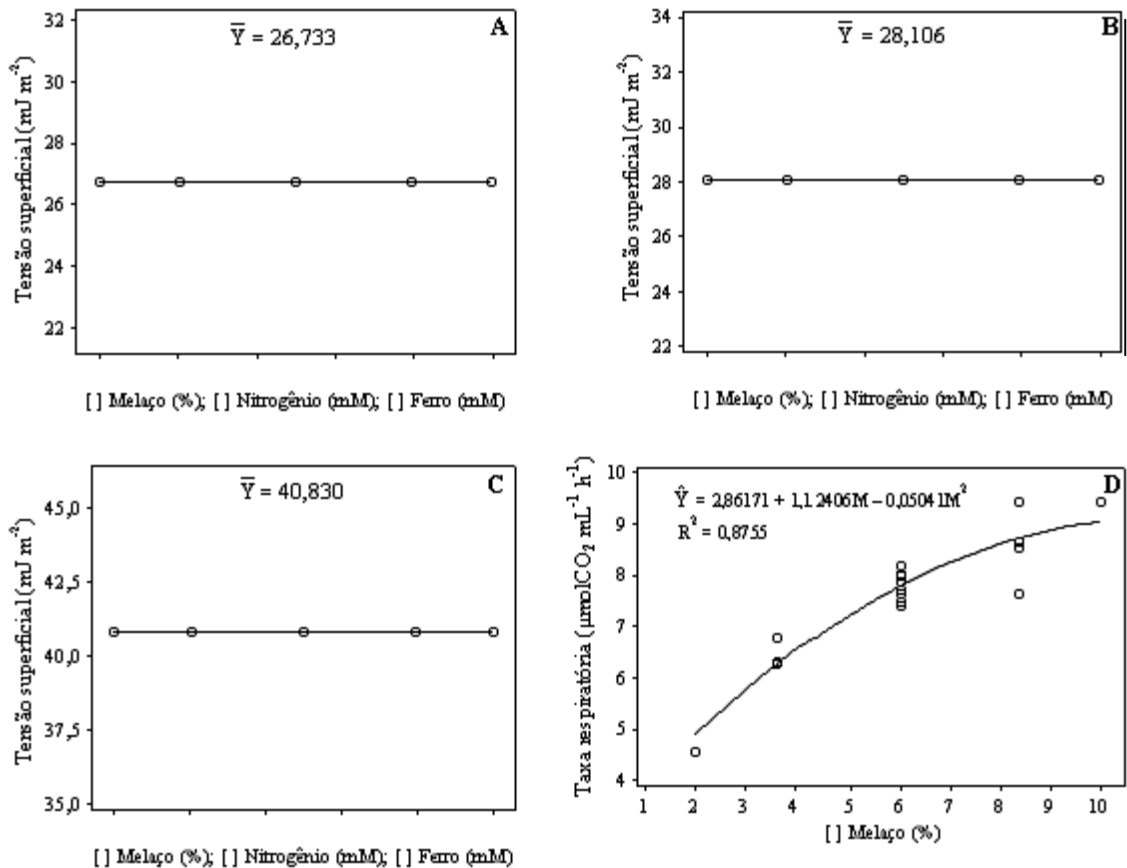 A
Y̅ = 26,733
32
30
28
26
24
22
Tensão superficial (mJ m⁻²)
[ ] Melaço (%); [ ] Nitrogênio (mM); [ ] Ferro (mM)
B
Y̅ = 28,106
34
32
30
28
26
24
22
Tensão superficial (mJ m⁻²)
[ ] Melaço (%); [ ] Nitrogênio (mM); [ ] Ferro (mM)
C
Y̅ = 40,830
45,0
42,5
40,0
37,5
35,0
Tensão superficial (mJ m⁻²)
[ ] Melaço (%); [ ] Nitrogênio (mM); [ ] Ferro (mM)
D
Ŷ = 2,86171 + 1,12406M – 0,05041M²
R² = 0,8755
10
9
8
7
6
5
4
Taxa respiratória (µmolCO₂ mL⁻¹ h⁻¹)
1 2 3 4 5 6 7 8 9 10
[ ] Melaço (%)